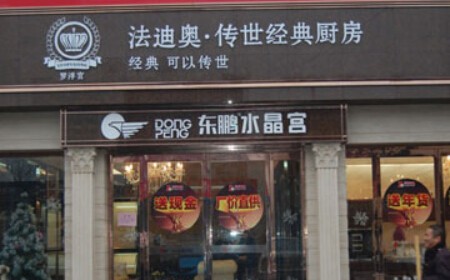 法迪奥·传世经典厨房
经典 可以传世
罗浮宫
DONG PENG 东鹏水晶宫
送现金
厂价直供
送年货